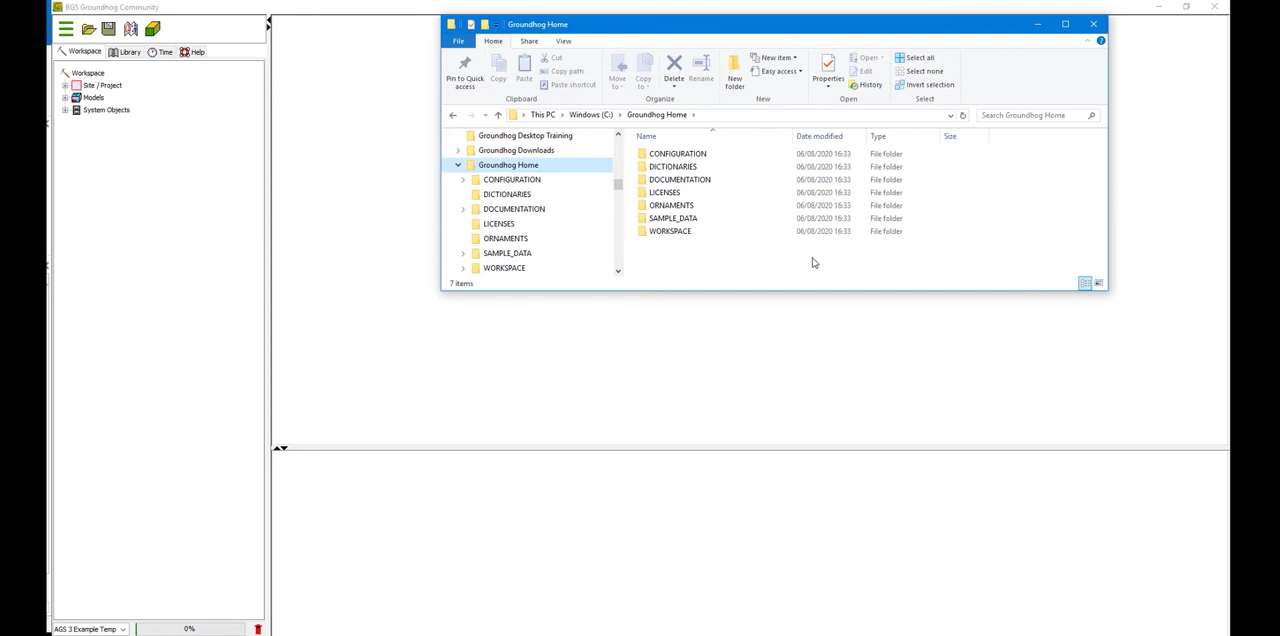 BGS Groundhog Community
Workspace Library Time Help
Workspace
Site / Project
Models
System Objects
AGS 3 Example Temp 0%
Groundhog Home
File Home Share View
Pin to Quick access
Copy
Paste
Cut
Copy path
Paste shortcut
Clipboard
Move to
Copy to
Delete
Rename
Organize
New folder
New item
Easy access
New
Properties
Open
Edit
History
Open
Select all
Select none
Invert selection
Select
This PC Windows (C:) Groundhog Home
Search Groundhog Home
Groundhog Desktop Training
Groundhog Downloads
Groundhog Home
CONFIGURATION
DICTIONARIES
DOCUMENTATION
LICENSES
ORNAMENTS
SAMPLE_DATA
WORKSPACE
Name Date modified Type Size
CONFIGURATION 06/08/2020 16:33 File folder
DICTIONARIES 06/08/2020 16:33 File folder
DOCUMENTATION 06/08/2020 16:33 File folder
LICENSES 06/08/2020 16:33 File folder
ORNAMENTS 06/08/2020 16:33 File folder
SAMPLE_DATA 06/08/2020 16:33 File folder
WORKSPACE 06/08/2020 16:33 File folder
7 items